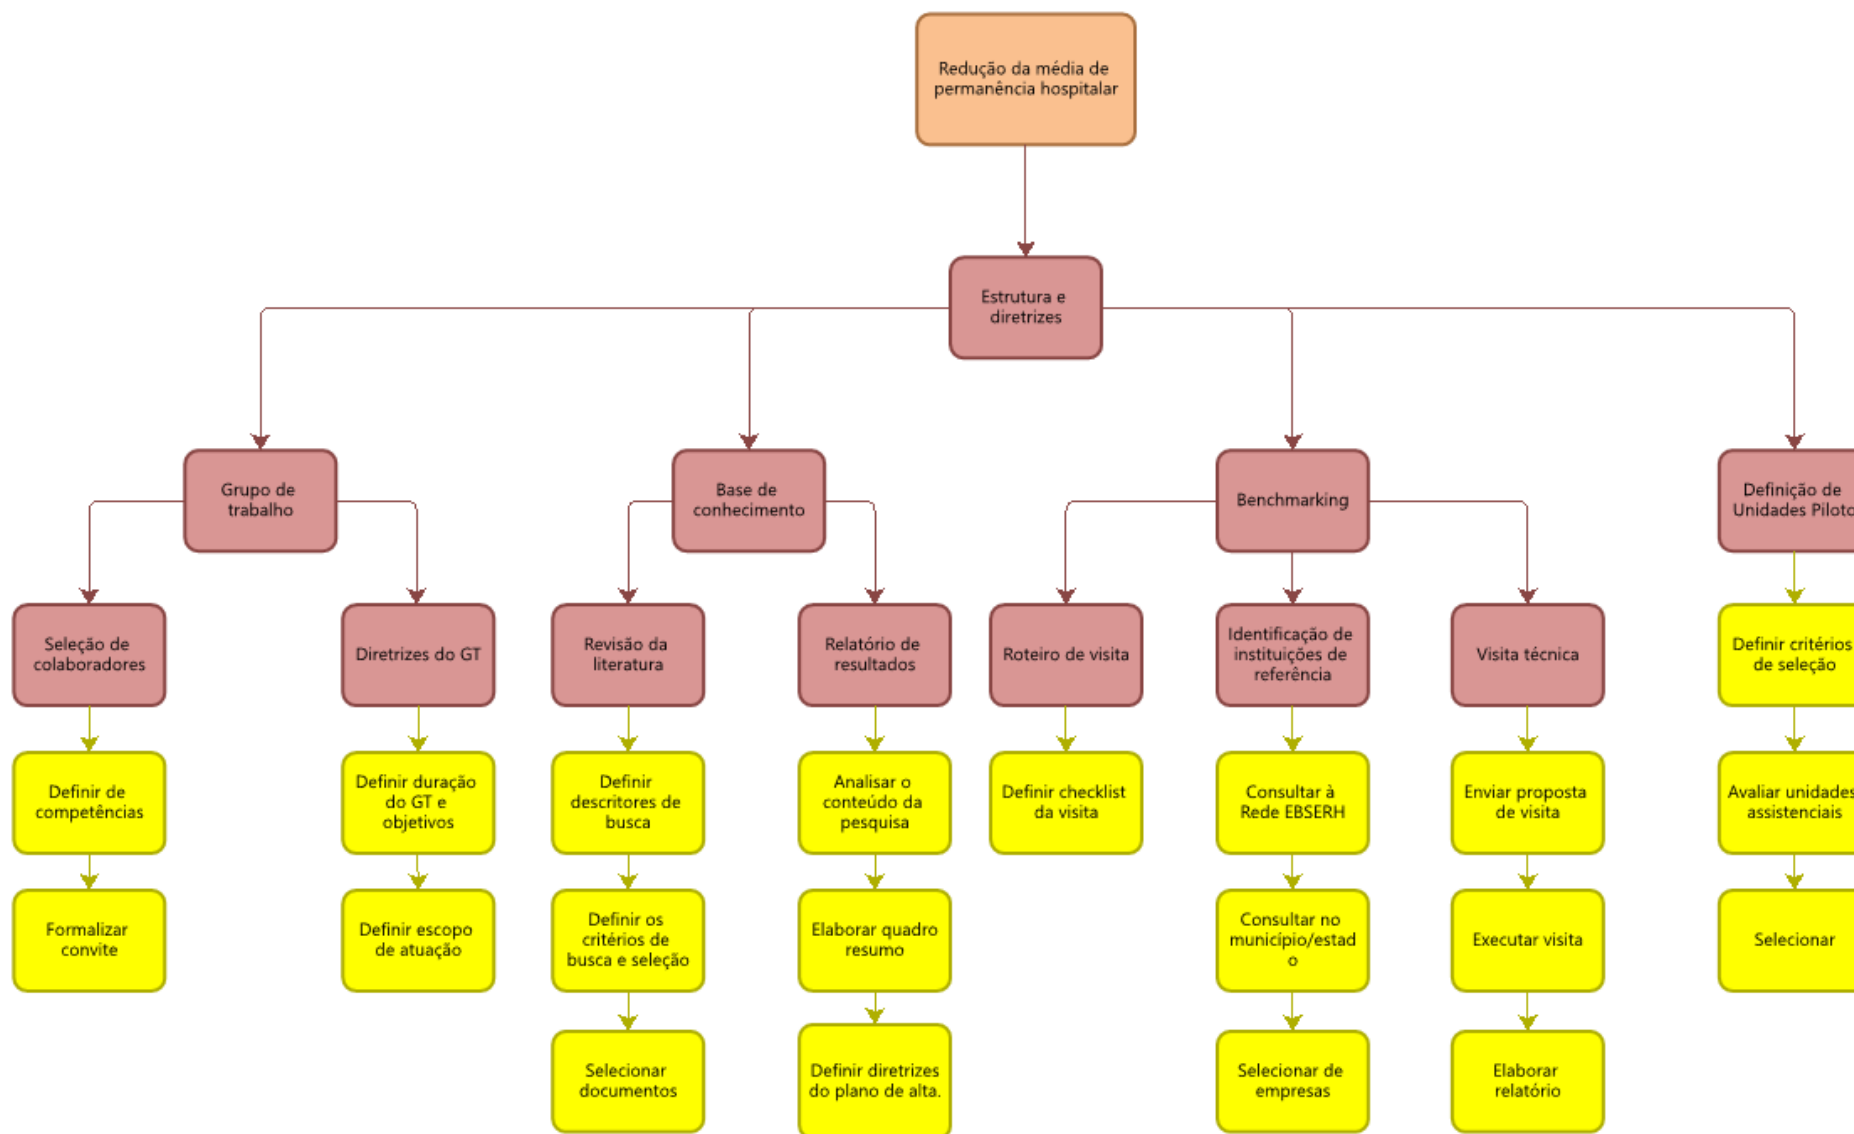 Redução da média de
permanência hospitalar
Estrutura e
diretrizes
Grupo de
trabalho
Base de
conhecimento
Benchmarking
Definição de
Unidades Piloto
Seleção de
colaboradores
Diretrizes do GT
Revisão da
literatura
Relatório de
resultados
Roteiro de visita
Identificação de
instituições de
referência
Visita técnica
Definir critérios
de seleção
Definir de
competências
Definir duração
do GT e
objetivos
Definir
descritores de
busca
Analisar o
conteúdo da
pesquisa
Definir checklist
da visita
Consultar à
Rede EBSERH
Enviar proposta
de visita
Avaliar unidades
assistenciais
Formalizar
convite
Definir escopo
de atuação
Definir os
critérios de
busca e seleção
Elaborar quadro
resumo
Consultar no
município/estad
o
Executar visita
Selecionar
Selecionar
documentos
Definir diretrizes
do plano de alta.
Selecionar de
empresas
Elaborar
relatório